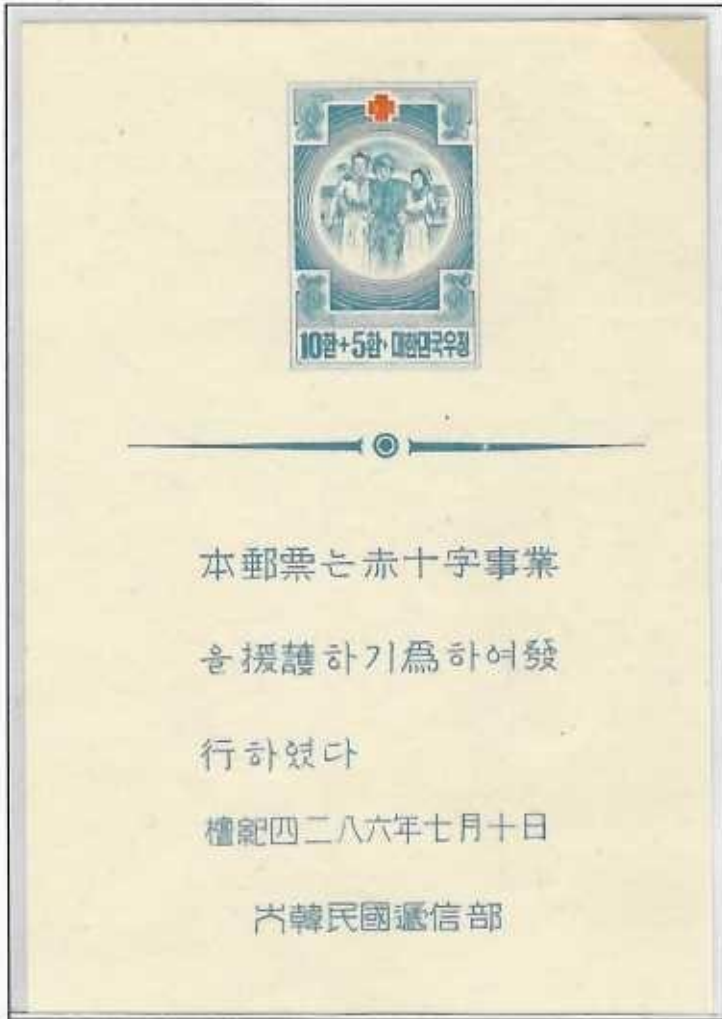 10환+5환·대한민국우정
本郵票는赤十字事業
을援護하기爲하여發
行하였다
檀紀四二八六年七月十日
大韓民國遞信部